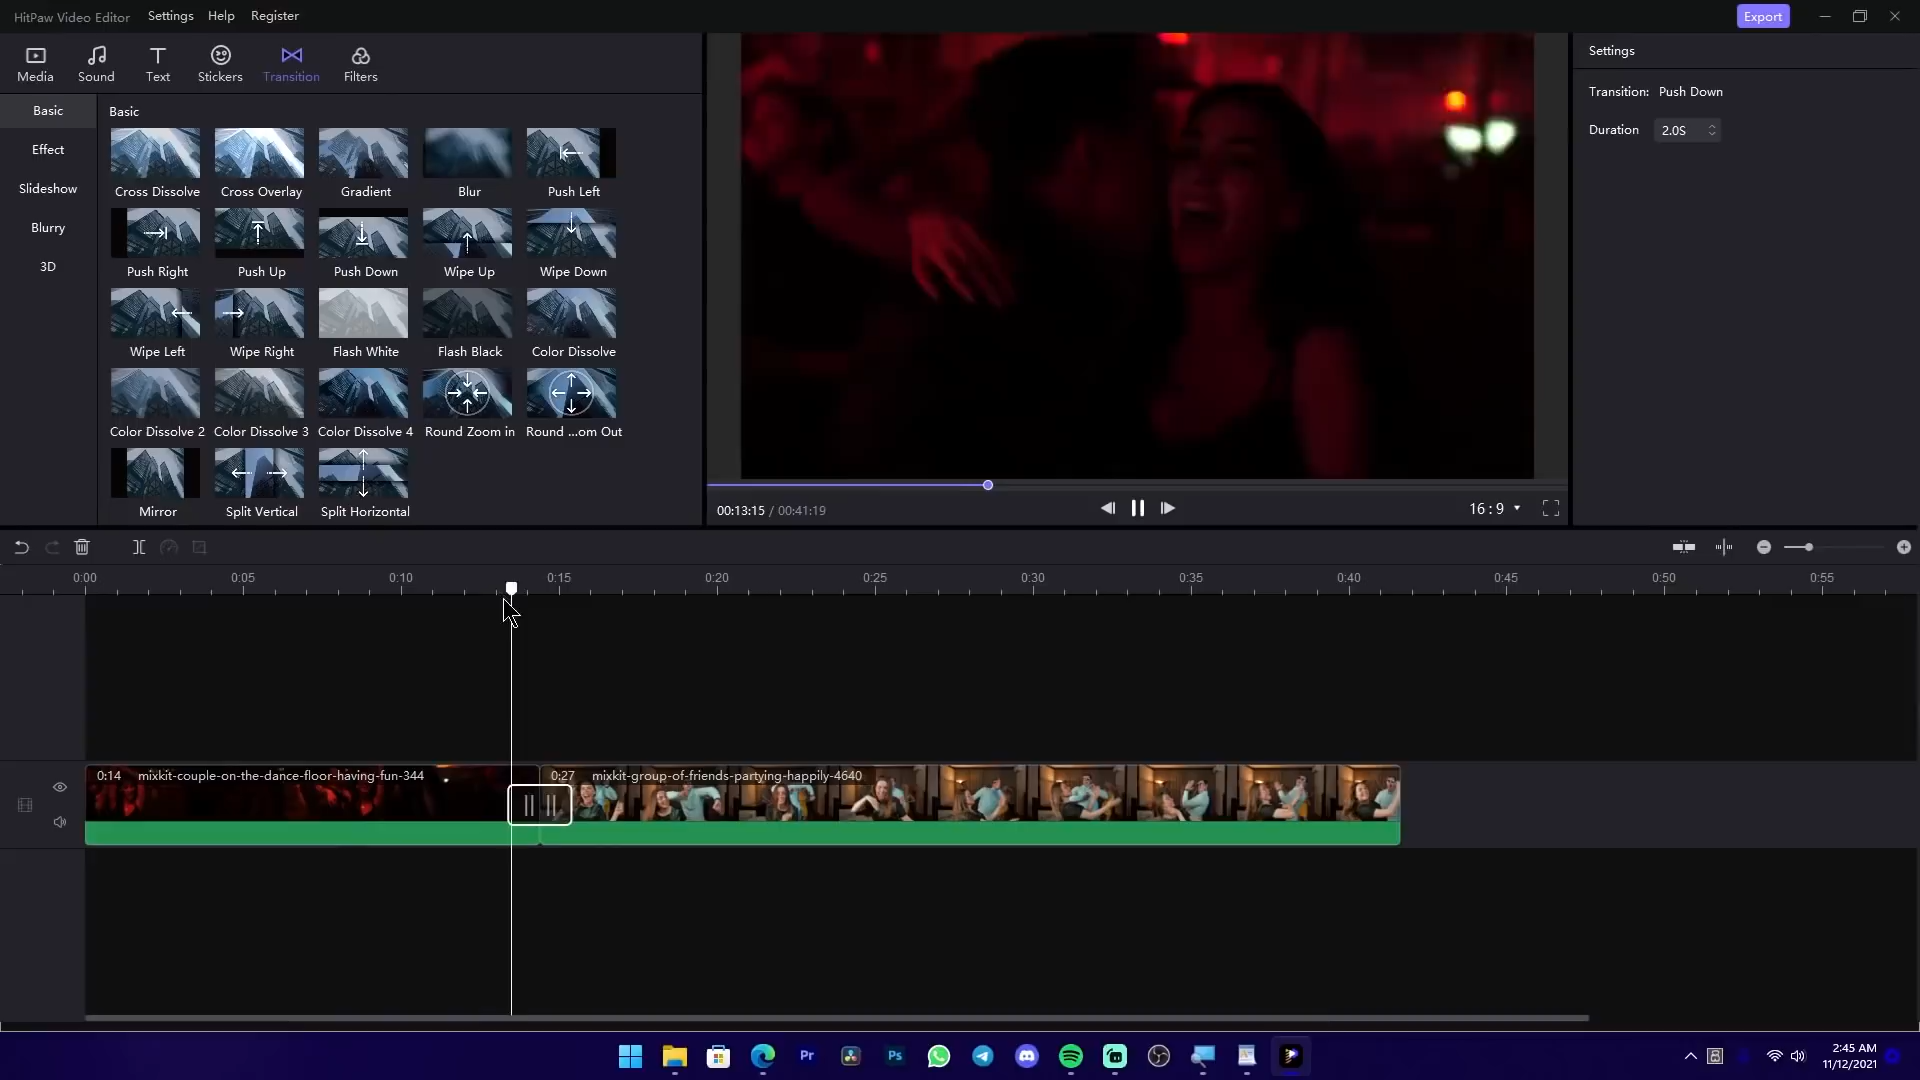 HitPaw Video Editor Settings Help Register Export
Media Sound Text Stickers Transition Filters
Settings
Transition: Push Down
Duration 2.0S
Basic
Effect
Slideshow
Blurry
3D
Basic
Cross Dissolve Cross Overlay Gradient Blur Push Left
Push Right Push Up Push Down Wipe Up Wipe Down
Wipe Left Wipe Right Flash White Flash Black Color Dissolve
Color Dissolve 2 Color Dissolve 3 Color Dissolve 4 Round Zoom in Round ...om Out
Mirror Split Vertical Split Horizontal
00:13:15 / 00:41:19 16:9
0:00 0:05 0:10 0:15 0:20 0:25 0:30 0:35 0:40 0:45 0:50 0:55
0:14 mixkit-couple-on-the-dance-floor-having-fun-344
0:27 mixkit-group-of-friends-partying-happily-4640
Pr Ps
2:45 AM
11/12/2021